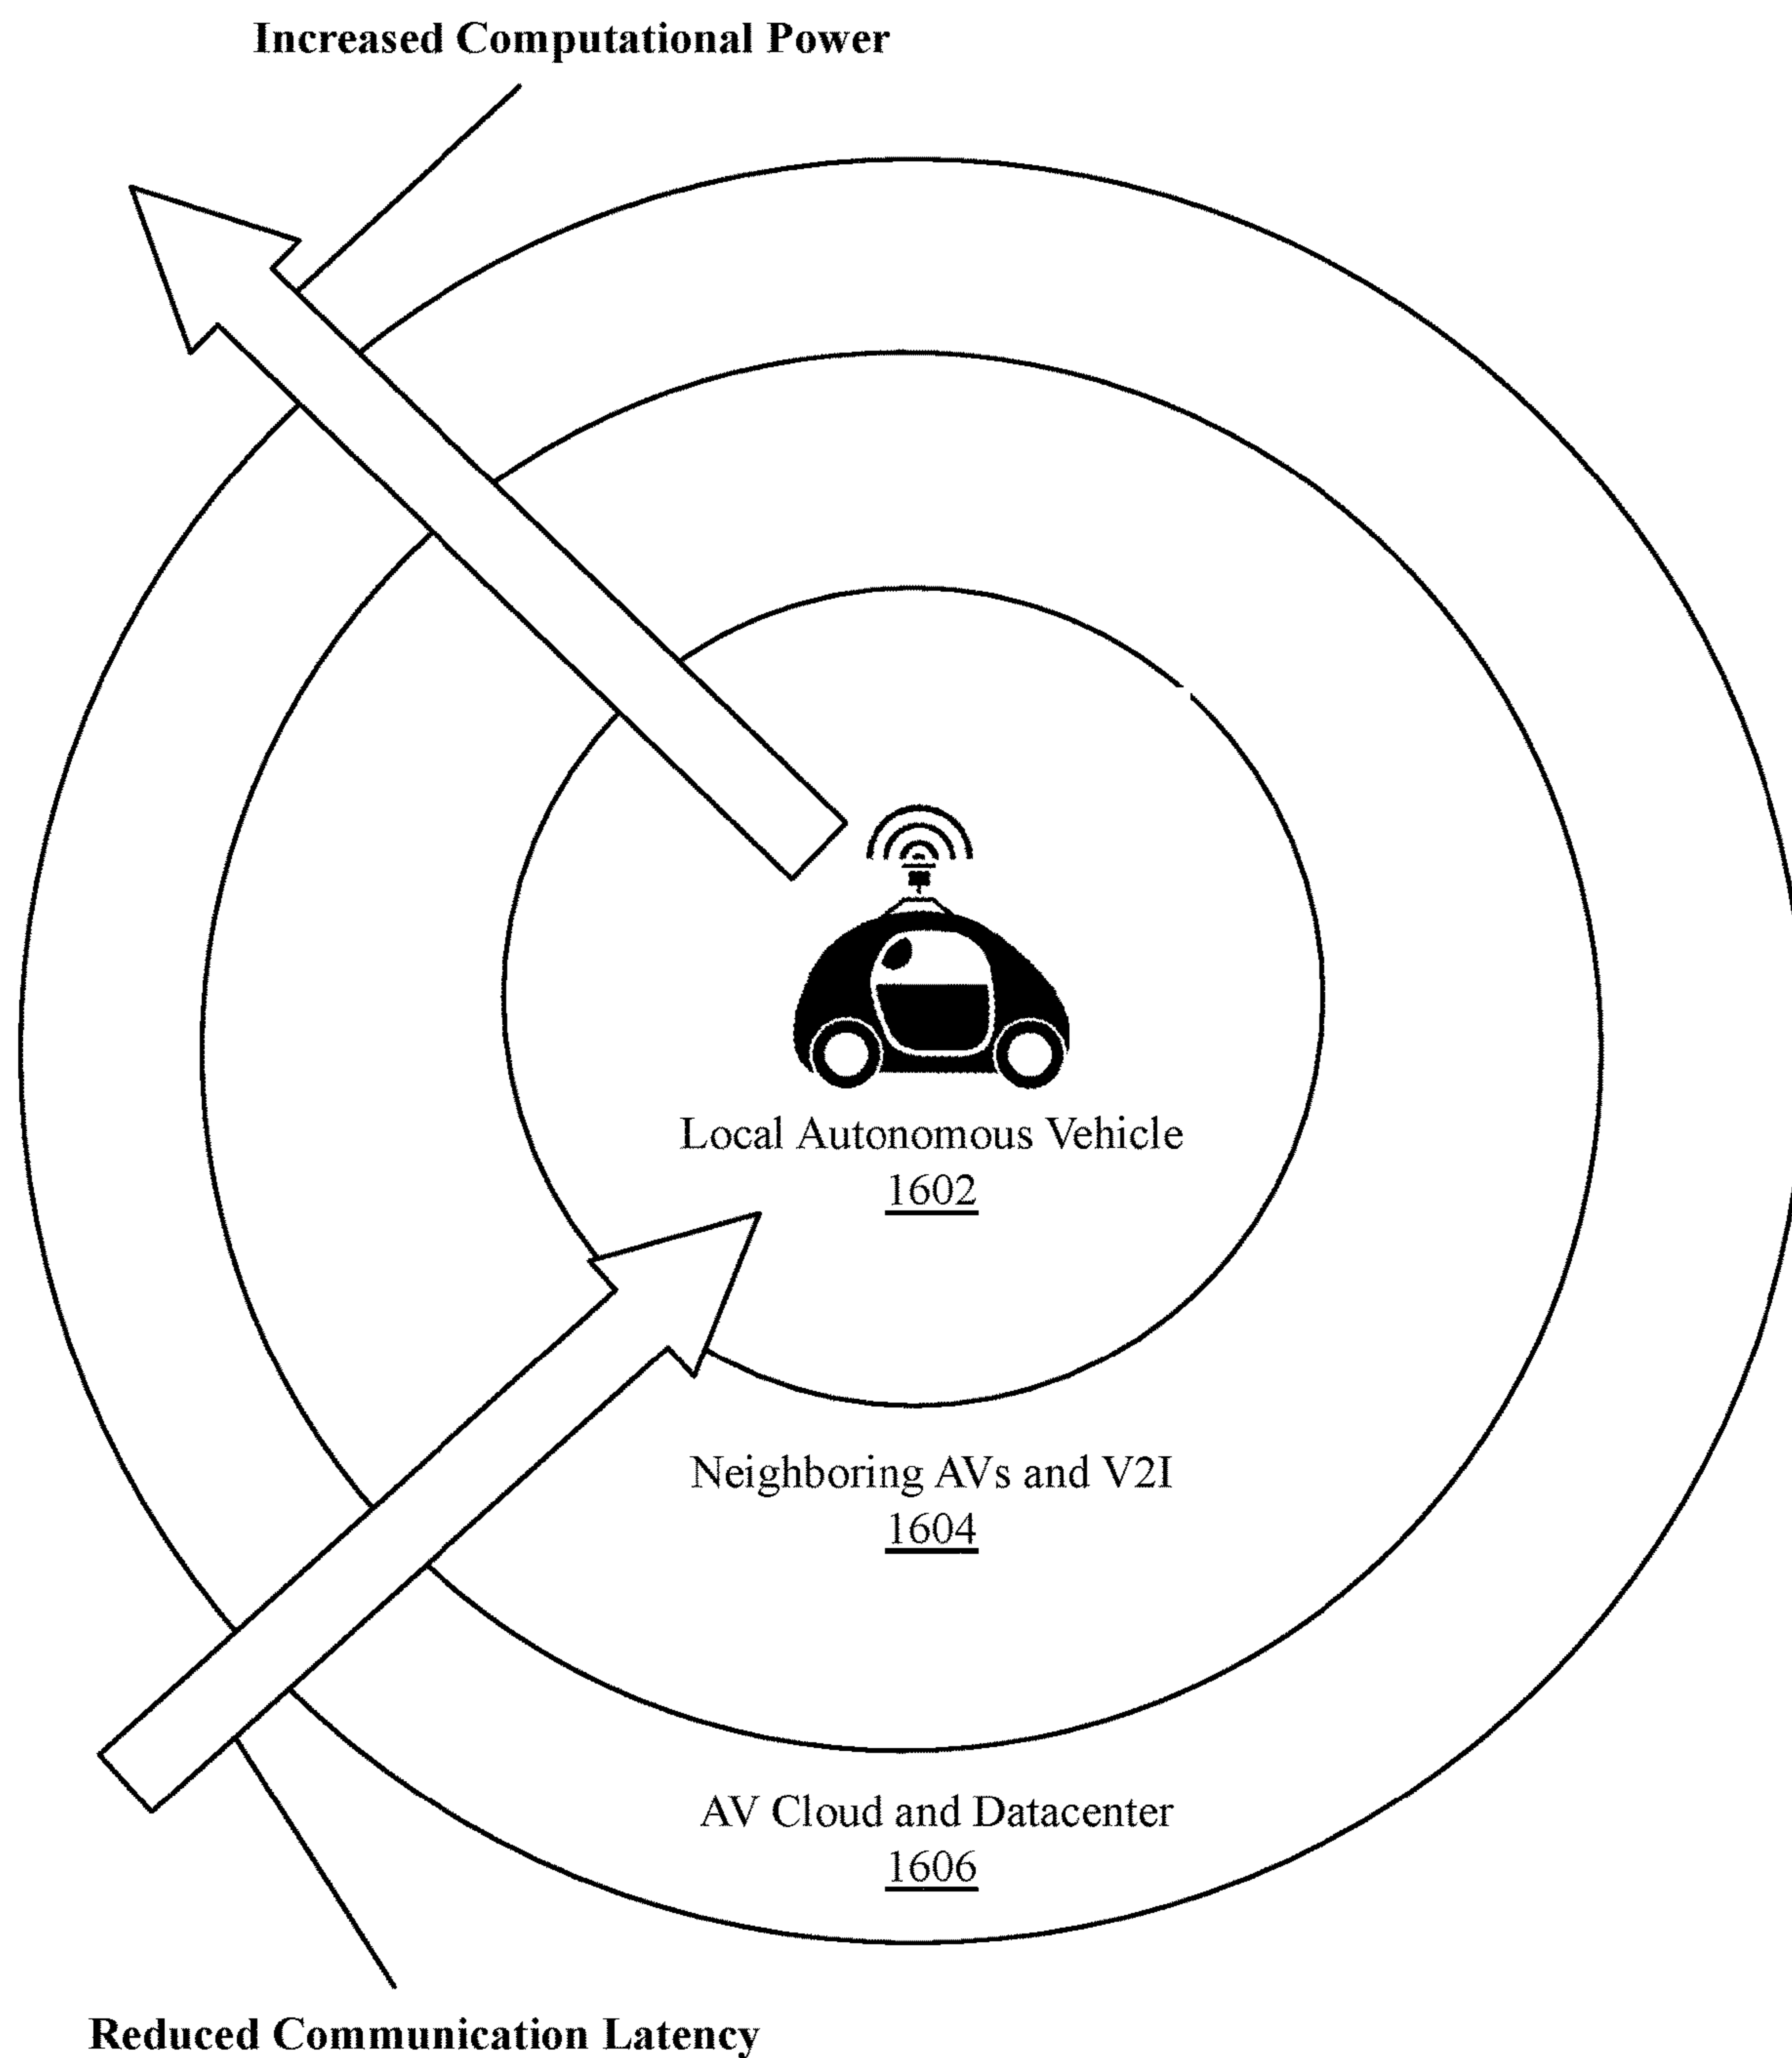 Increased Computational Power
Local Autonomous Vehicle
1602
Neighboring AVs and V2I
1604
AV Cloud and Datacenter
1606
Reduced Communication Latency